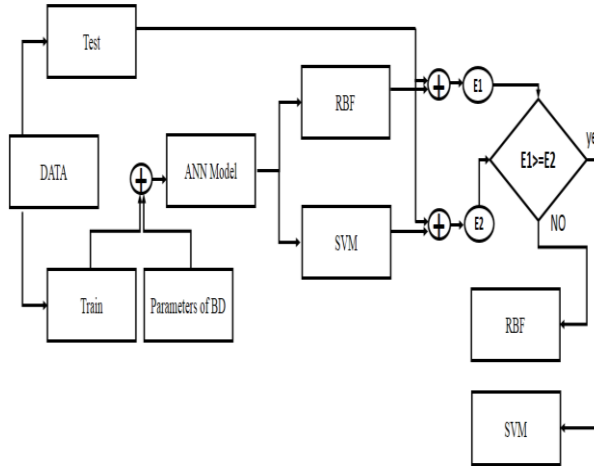 Test
RBF
E1
DATA
ANN Model
E1>=E2
SVM
E2
NO
Train
Parameters of BD
RBF
SVM